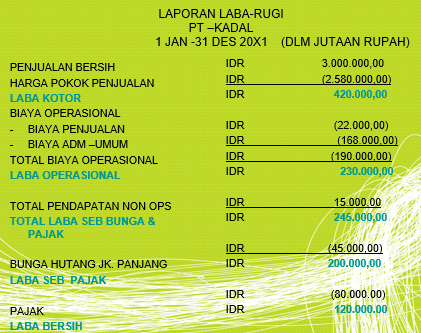 LAPORAN LABA-RUGI
PT –KADAL
1 JAN -31 DES 20X1 (DLM JUTAAN RUPAH)
PENJUALAN BERSIH IDR 3.000.000,00
HARGA POKOK PENJUALAN IDR (2.580.000,00)
LABA KOTOR IDR 420.000,00
BIAYA OPERASIONAL
- BIAYA PENJUALAN IDR (22.000,00)
- BIAYA ADM –UMUM IDR (168.000,00)
TOTAL BIAYA OPERASIONAL IDR (190.000,00)
LABA OPERASIONAL IDR 230.000,00
TOTAL PENDAPATAN NON OPS IDR 15.000.00
TOTAL LABA SEB BUNGA & IDR 245.000,00
PAJAK
IDR (45.000.00)
BUNGA HUTANG JK. PANJANG IDR 200.000,00
LABA SEB PAJAK
IDR (80.000.00)
PAJAK IDR 120.000.00
LABA BERSIH